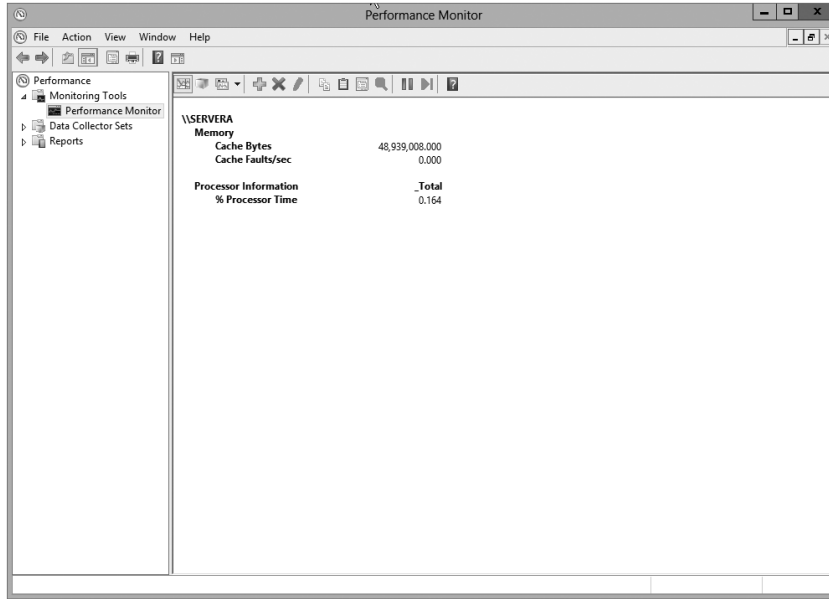 Performance Monitor
File Action View Window Help
Performance
Monitoring Tools
Performance Monitor
Data Collector Sets
Reports
\\SERVERA
Memory
Cache Bytes 48,939,008.000
Cache Faults/sec 0.000
Processor Information _Total
% Processor Time 0.164